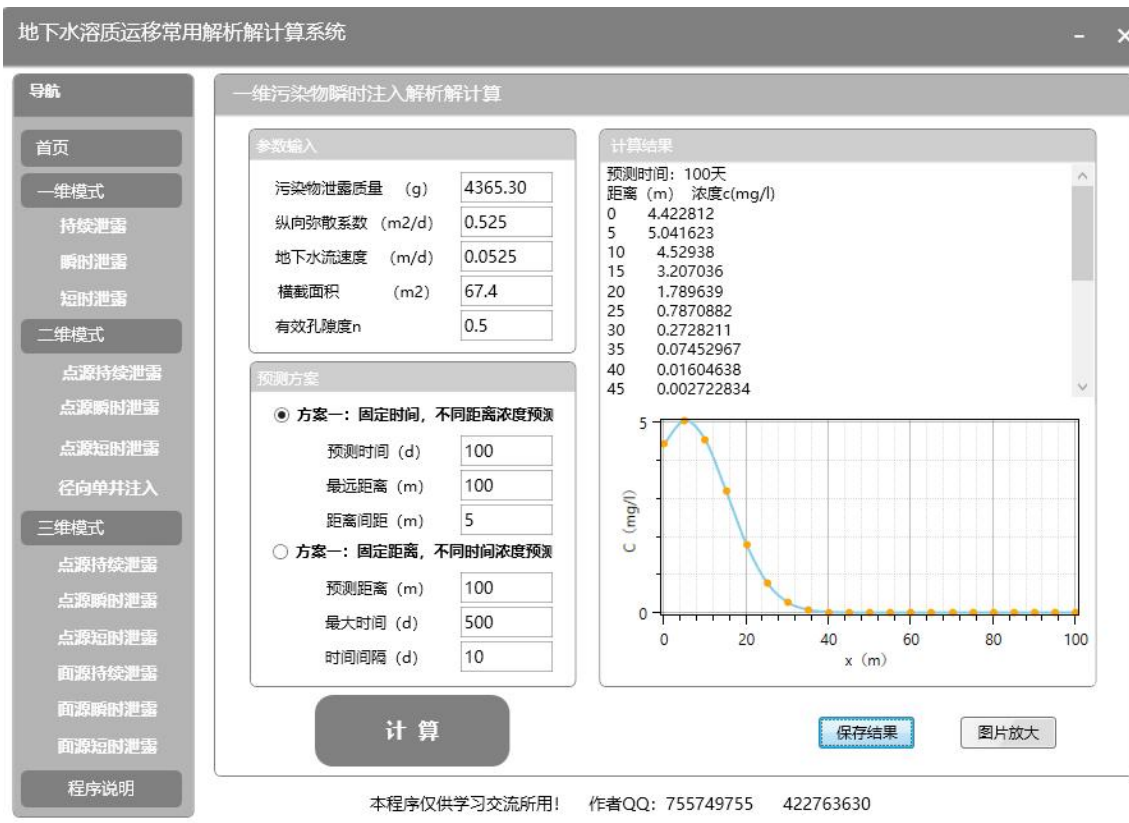 地下水溶质运移常用解析解计算系统
导航
首页
一维模式
持续泄露
瞬时泄露
短时泄露
二维模式
点源持续泄露
点源瞬时泄露
点源短时泄露
径向单井注入
三维模式
点源持续泄露
点源瞬时泄露
点源短时泄露
面源持续泄露
面源瞬时泄露
面源短时泄露
程序说明
一维污染物瞬时注入解析解计算
参数输入
污染物泄露质量 (g) 4365.30
纵向弥散系数 (m2/d) 0.525
地下水流速度 (m/d) 0.0525
横截面积 (m2) 67.4
有效孔隙度n 0.5
预测方案
方案一：固定时间，不同距离浓度预测
预测时间 (d) 100
最远距离 (m) 100
距离间距 (m) 5
方案一：固定距离，不同时间浓度预测
预测距离 (m) 100
最大时间 (d) 500
时间间隔 (d) 10
计算
计算结果
预测时间：100天
距离（m） 浓度c(mg/l)
0 4.422812
5 5.041623
10 4.52938
15 3.207036
20 1.789639
25 0.7870882
30 0.2728211
35 0.07452967
40 0.01604638
45 0.002722834
5
C（mg/l）
0
0 20 40 60 80 100
x（m）
保存结果 图片放大
本程序仅供学习交流所用！ 作者QQ：755749755 422763630